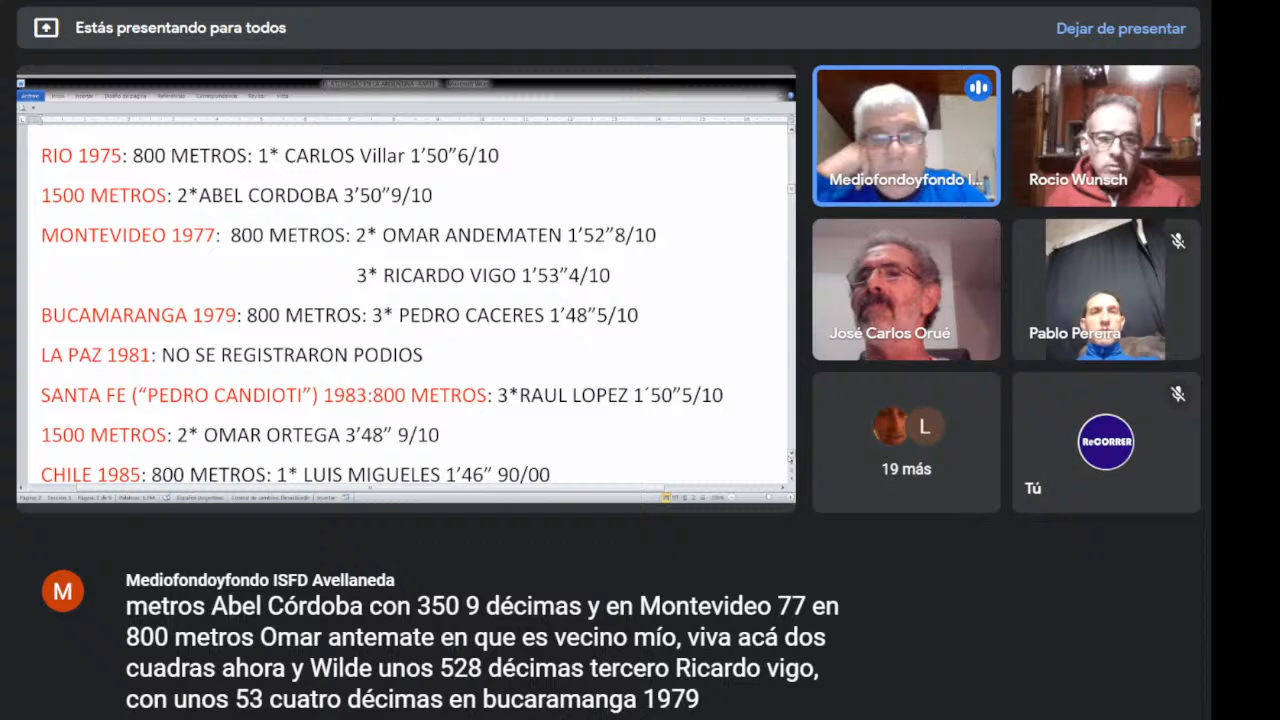 Estás presentando para todos
Dejar de presentar
RIO 1975: 800 METROS: 1* CARLOS Villar 1’50”6/10
1500 METROS: 2*ABEL CORDOBA 3’50”9/10
MONTEVIDEO 1977: 800 METROS: 2* OMAR ANDEMATEN 1’52”8/10
3* RICARDO VIGO 1’53”4/10
BUCAMARANGA 1979: 800 METROS: 3* PEDRO CACERES 1’48”5/10
LA PAZ 1981: NO SE REGISTRARON PODIOS
SANTA FE (“PEDRO CANDIOTI”) 1983:800 METROS: 3*RAUL LOPEZ 1´50”5/10
1500 METROS: 2* OMAR ORTEGA 3’48” 9/10
CHILE 1985: 800 METROS: 1* LUIS MIGUELES 1’46” 90/00
Mediofondoyfondo I...
Rocio Wunsch
José Carlos Orué
Pablo Pereira
L
19 más
ReCORRER
Tú
M
Mediofondoyfondo ISFD Avellaneda
metros Abel Córdoba con 350 9 décimas y en Montevideo 77 en
800 metros Omar antemate en que es vecino mío, viva acá dos
cuadras ahora y Wilde unos 528 décimas tercero Ricardo vigo,
con unos 53 cuatro décimas en bucaramanga 1979